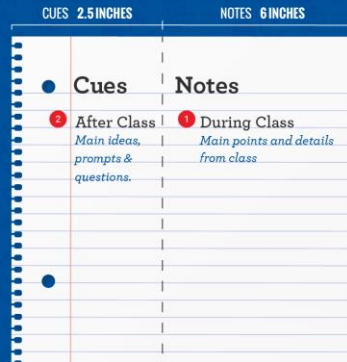 CUES 2.5 INCHES
NOTES 6 INCHES
Cues
Notes
2 After Class
Main ideas,
prompts &
questions.
1 During Class
Main points and details
from class